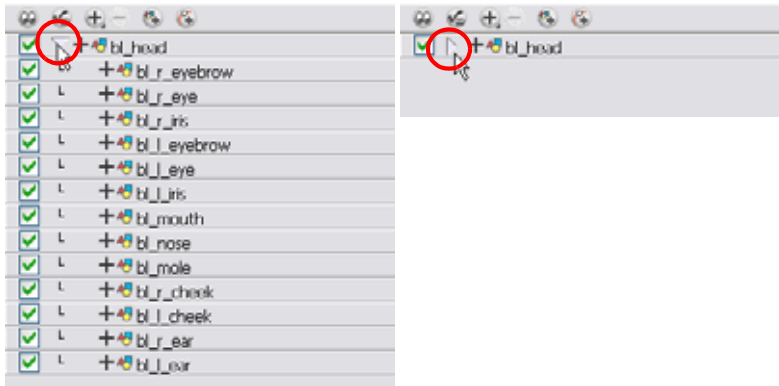 bl_head
bl_r_eyebrow
bl_r_eye
bl_r_iris
bl_l_eyebrow
bl_l_eye
bl_l_iris
bl_mouth
bl_nose
bl_mole
bl_r_cheek
bl_l_cheek
bl_r_ear
bl_l_ear
bl_head